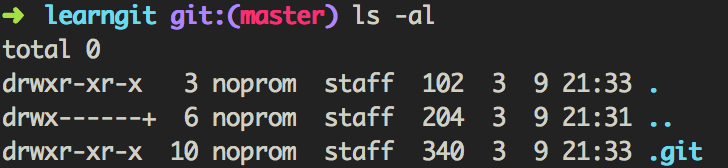 ➜ learngit git:(master) ls -al
total 0
drwxr-xr-x   3 noprom  staff  102  3  9 21:33 .
drwx------+  6 noprom  staff  204  3  9 21:31 ..
drwxr-xr-x  10 noprom  staff  340  3  9 21:33 .git